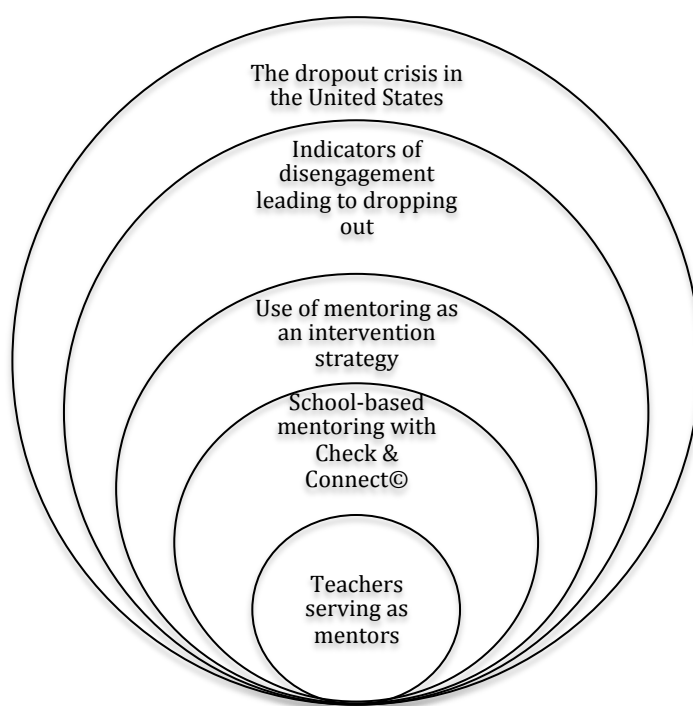 The dropout crisis in
the United States
Indicators of
disengagement
leading to dropping
out
Use of mentoring as
an intervention
strategy
School-based
mentoring with
Check &
Connect©
Teachers
serving as
mentors